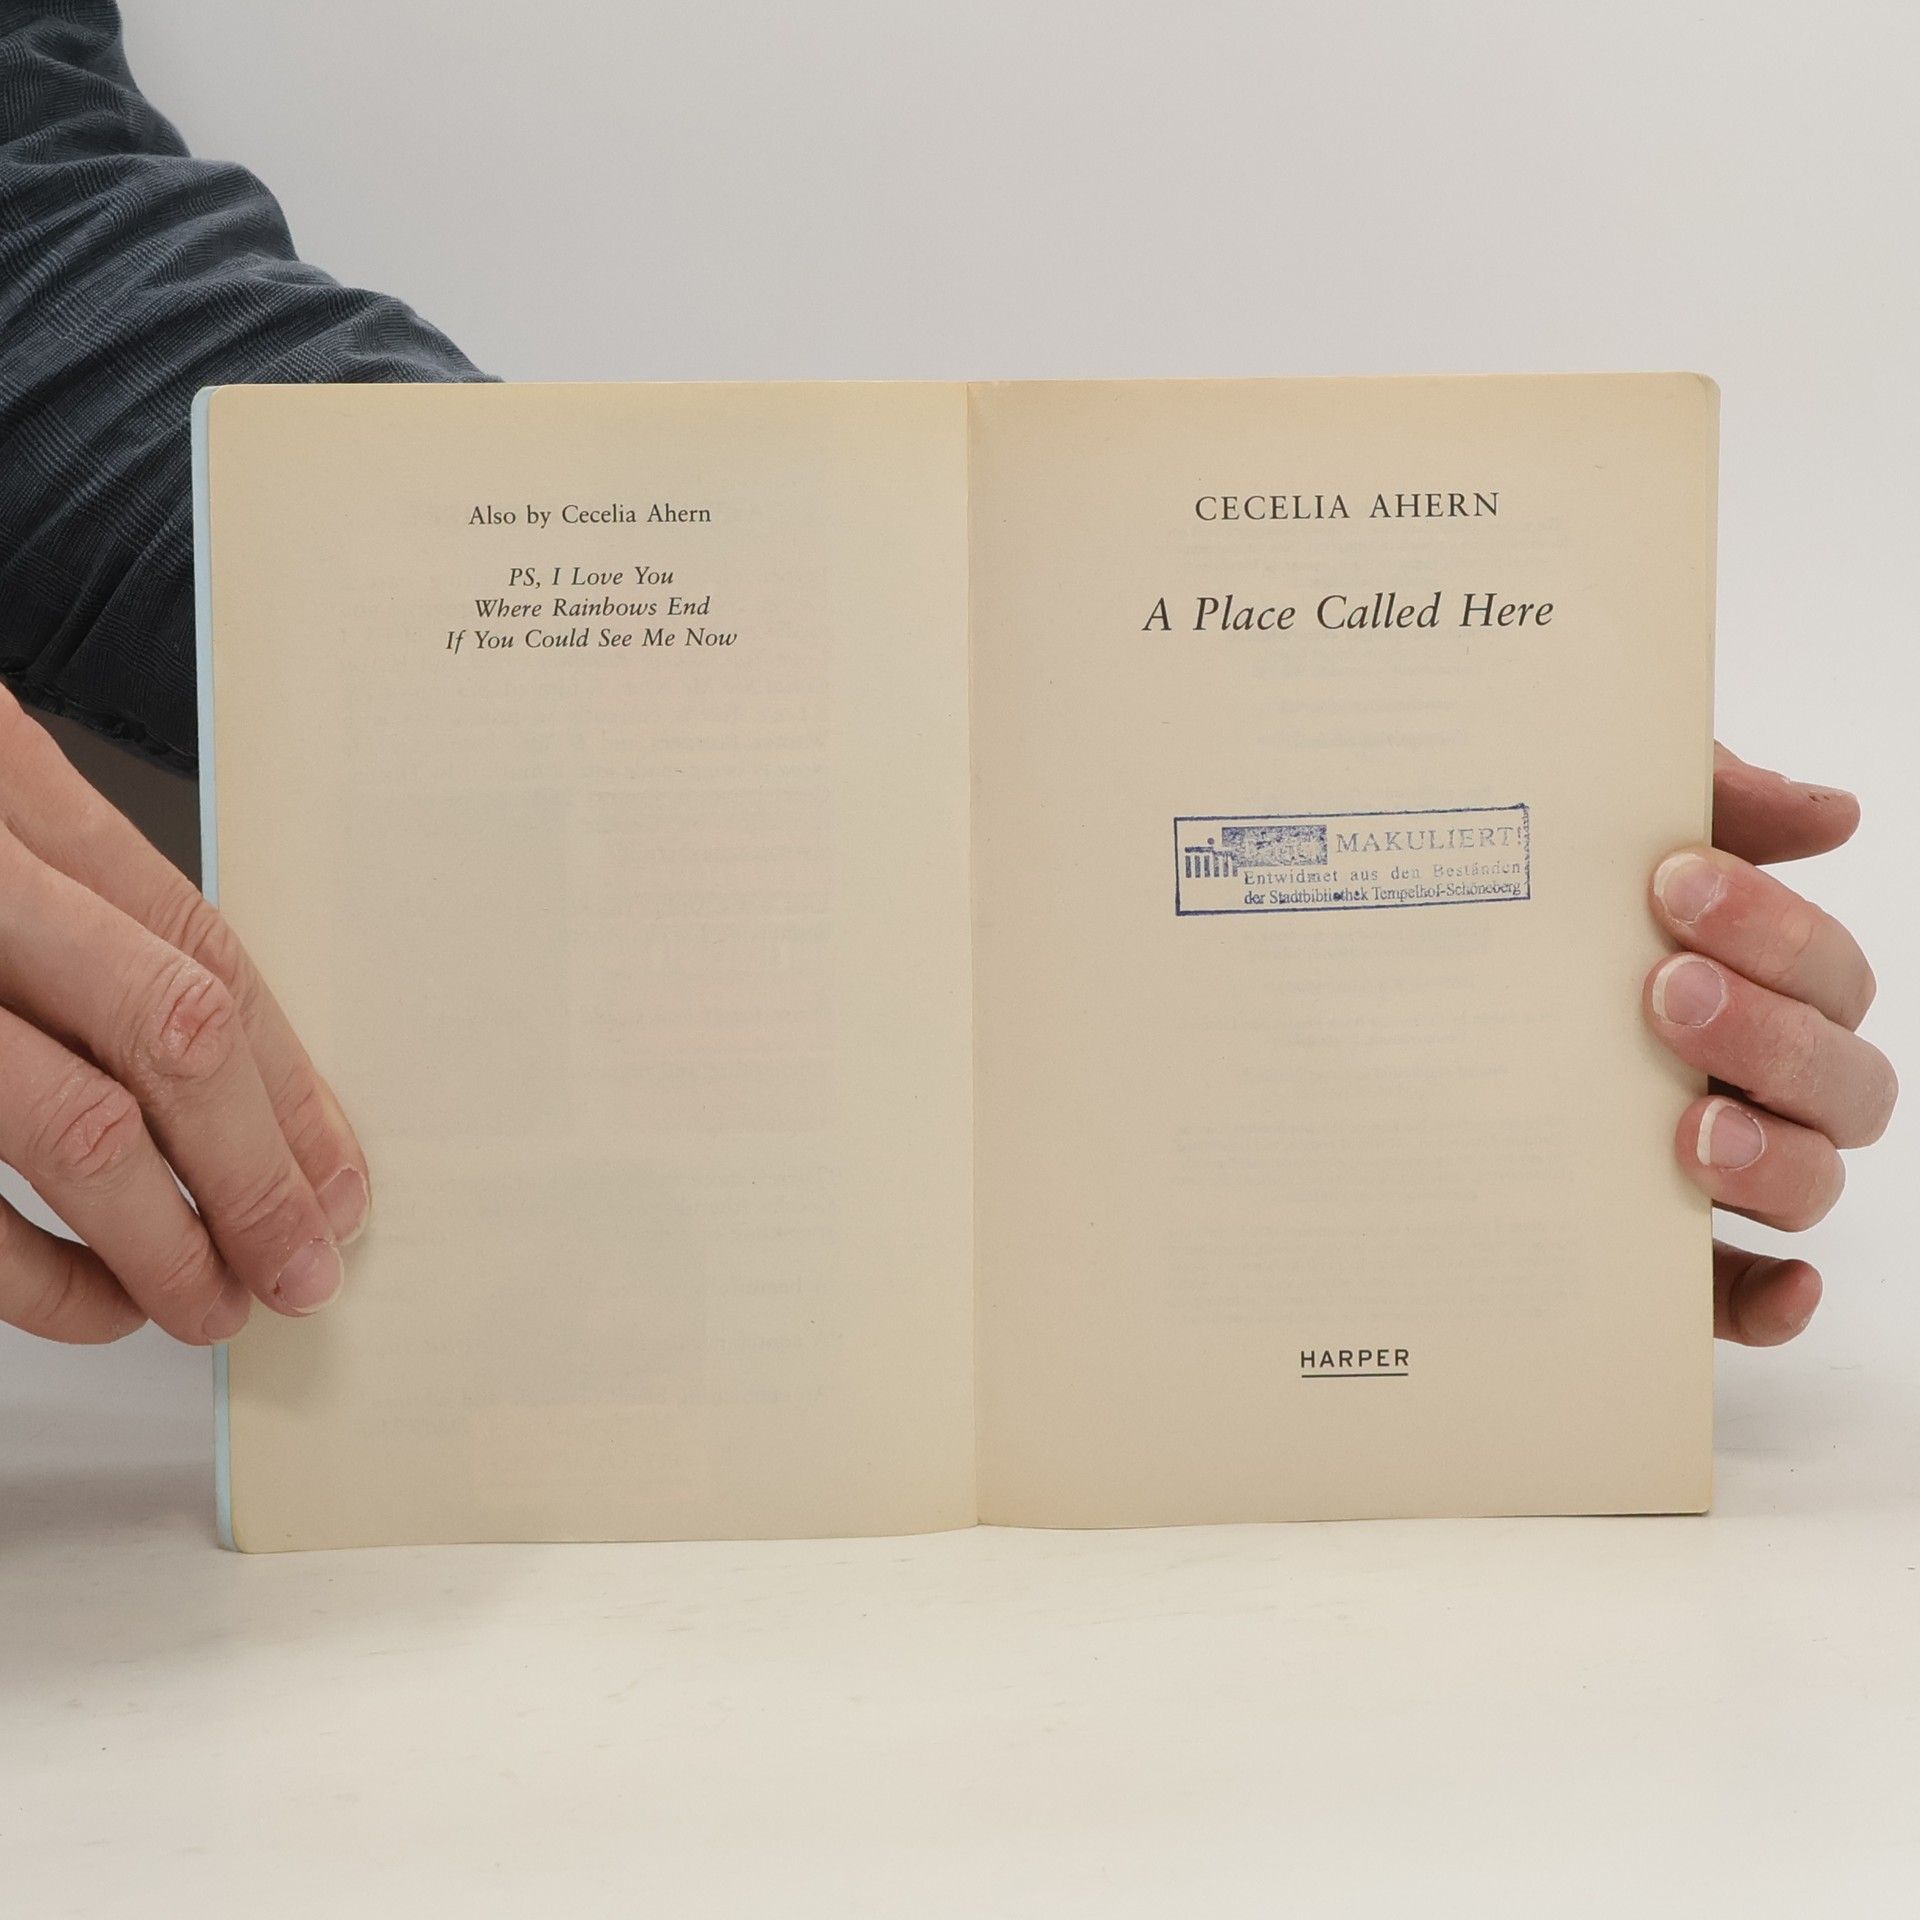 Also by Cecelia Ahern
PS, I Love You
Where Rainbows End
If You Could See Me Now
CECELIA AHERN
A Place Called Here
MAKULIERT!
Entwidmet aus den Beständen
der Stadtbibliothek Tempelhof-Schöneberg
HARPER